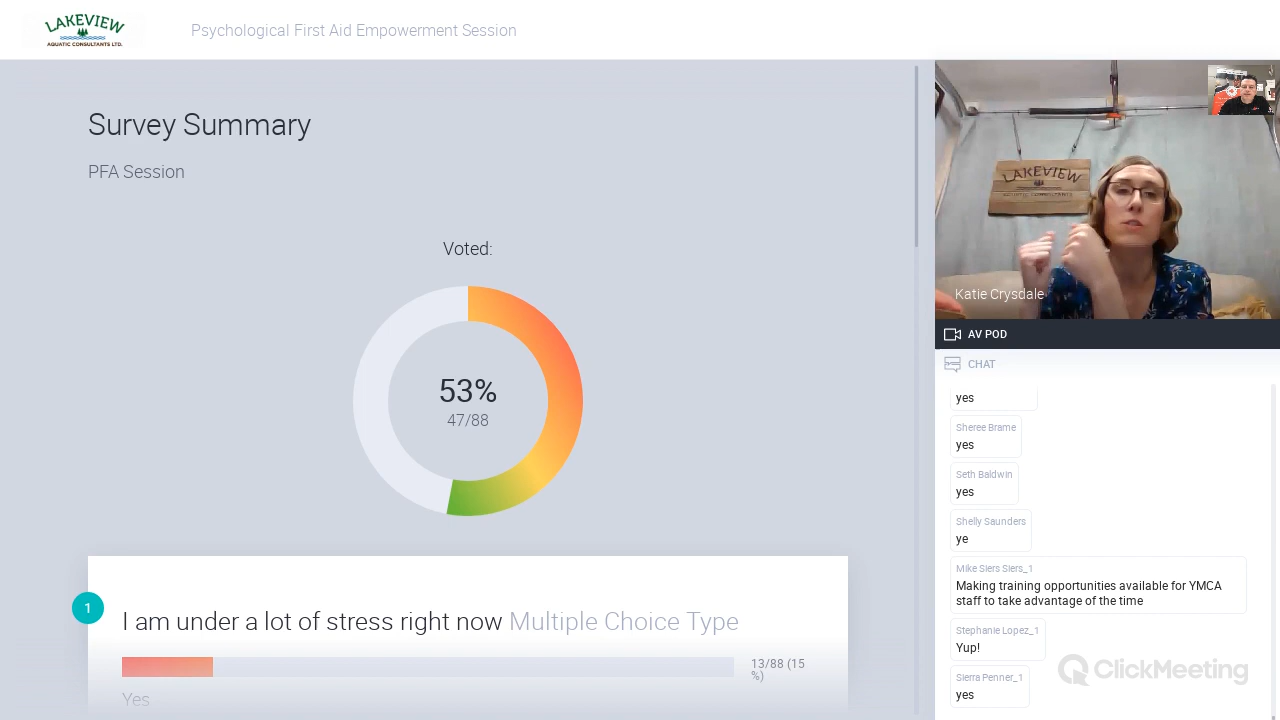 LAKEVIEW
AQUATIC CONSULTANTS LTD.
Psychological First Aid Empowerment Session
Survey Summary
PFA Session
Voted:
53%
47/88
1
I am under a lot of stress right now Multiple Choice Type
13/88 (15
%)
Yes
LAKEVIEW
AQUATIC CONSULTANTS
Katie Crysdale
AV POD
CHAT
yes
Sheree Brame
yes
Seth Baldwin
yes
Shelly Saunders
ye
Mike Siers Siers_1
Making training opportunities available for YMCA
staff to take advantage of the time
Stephanie Lopez_1
Yup!
Sierra Penner_1
yes
ClickMeeting